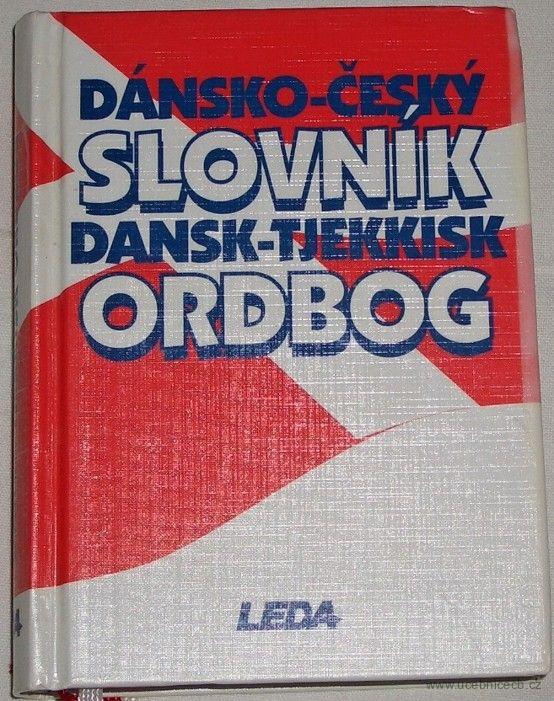 DÁNSKO-ČESKÝ
SLOVNÍK
DANSK-TJEKKISK
ORDBOG
LEDA
www.ucebnicecb.cz